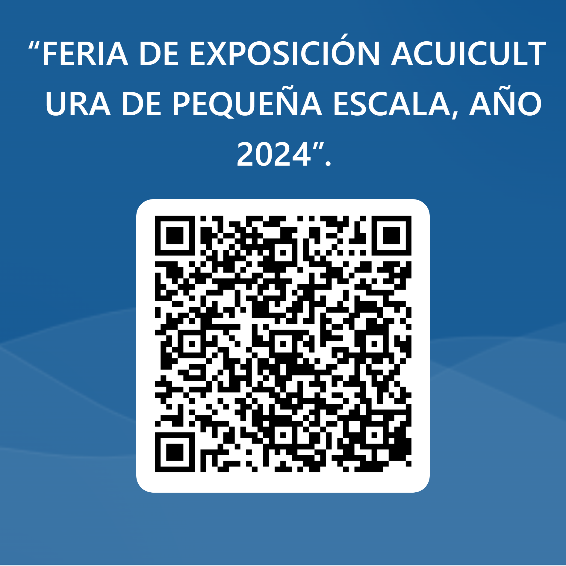 “FERIA DE EXPOSICIÓN ACUICULT
URA DE PEQUEÑA ESCALA, AÑO
2024”.